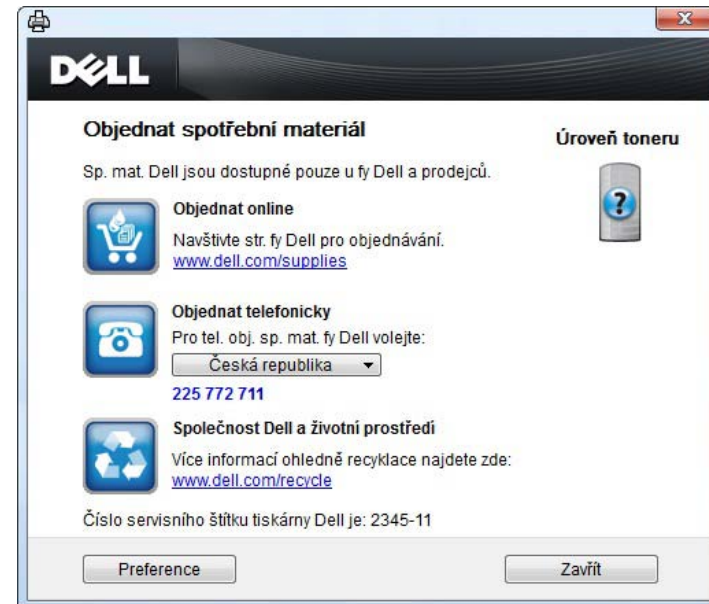 DELL
Objednat spotřební materiál
Úroveň toneru
Sp. mat. Dell jsou dostupné pouze u fy Dell a prodejců.
?
Objednat online
Navštivte str. fy Dell pro objednávání.
www.dell.com/supplies
Objednat telefonicky
Pro tel. obj. sp. mat. fy Dell volejte:
Česká republika
225 772 711
Společnost Dell a životní prostředí
Více informací ohledně recyklace najdete zde:
www.dell.com/recycle
Číslo servisního štítku tiskárny Dell je: 2345-11
Preference
Zavřít